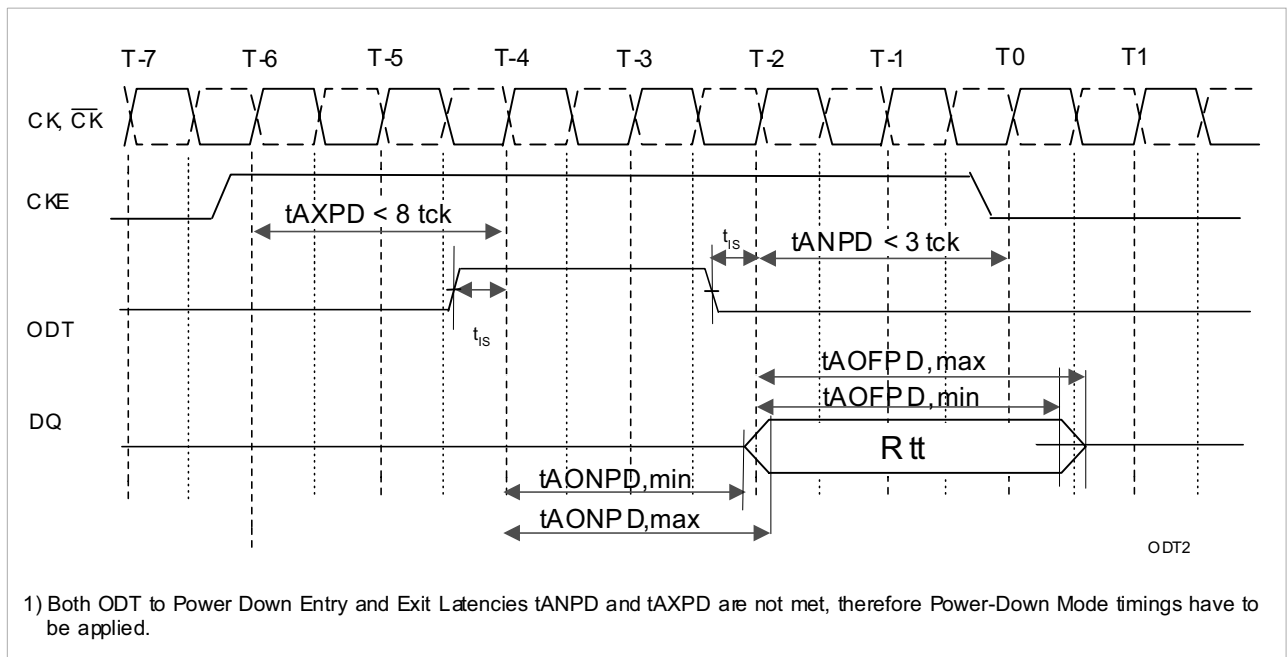 T-7 T-6 T-5 T-4 T-3 T-2 T-1 T0 T1
CK, C̅K̅
CKE
tAXPD < 8 tck
tIS
tANPD < 3 tck
ODT
tIS
tAOFPD,max
tAOFPD,min
DQ
Rtt
tAONPD,min
tAONPD,max
ODT2
1) Both ODT to Power Down Entry and Exit Latencies tANPD and tAXPD are not met, therefore Power-Down Mode timings have to
be applied.